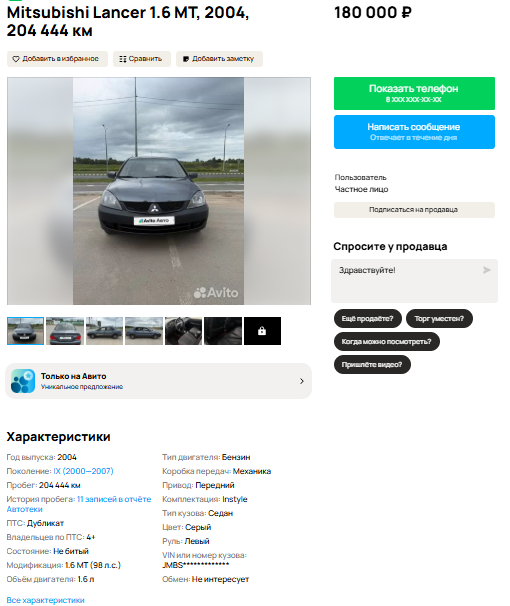 Mitsubishi Lancer 1.6 MT, 2004,
204 444 км
180 000 ₽
Добавить в избранное
Сравнить
Добавить заметку
Avito Авто
Avito
Показать телефон
8 XXX XXX-XX-XX
Написать сообщение
Отвечает в течение дня
Пользователь
Частное лицо
Подписаться на продавца
Спросите у продавца
Здравствуйте!
Ещё продаёте?
Торг уместен?
Когда можно посмотреть?
Пришлёте видео?
Только на Авито
Уникальное предложение
Характеристики
Год выпуска: 2004
Поколение: IX (2000—2007)
Пробег: 204 444 км
История пробега: 11 записей в отчёте
Автотеки
ПТС: Дубликат
Владельцев по ПТС: 4+
Состояние: Не битый
Модификация: 1.6 MT (98 л.с.)
Объём двигателя: 1.6 л
Тип двигателя: Бензин
Коробка передач: Механика
Привод: Передний
Комплектация: Instyle
Тип кузова: Седан
Цвет: Серый
Руль: Левый
VIN или номер кузова:
JMBS*************
Обмен: Не интересует
Все характеристики